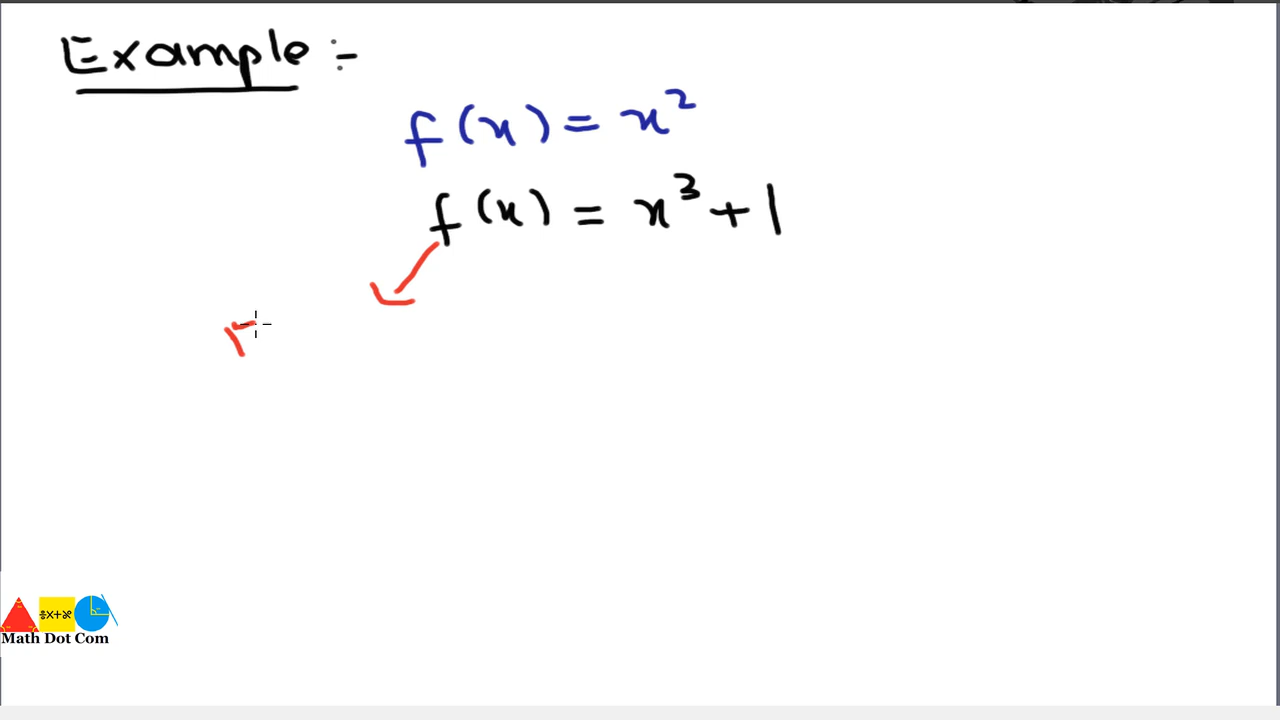 Example :-
f(x) = x²
f(x) = x³ + 1
÷x+
Math Dot Com